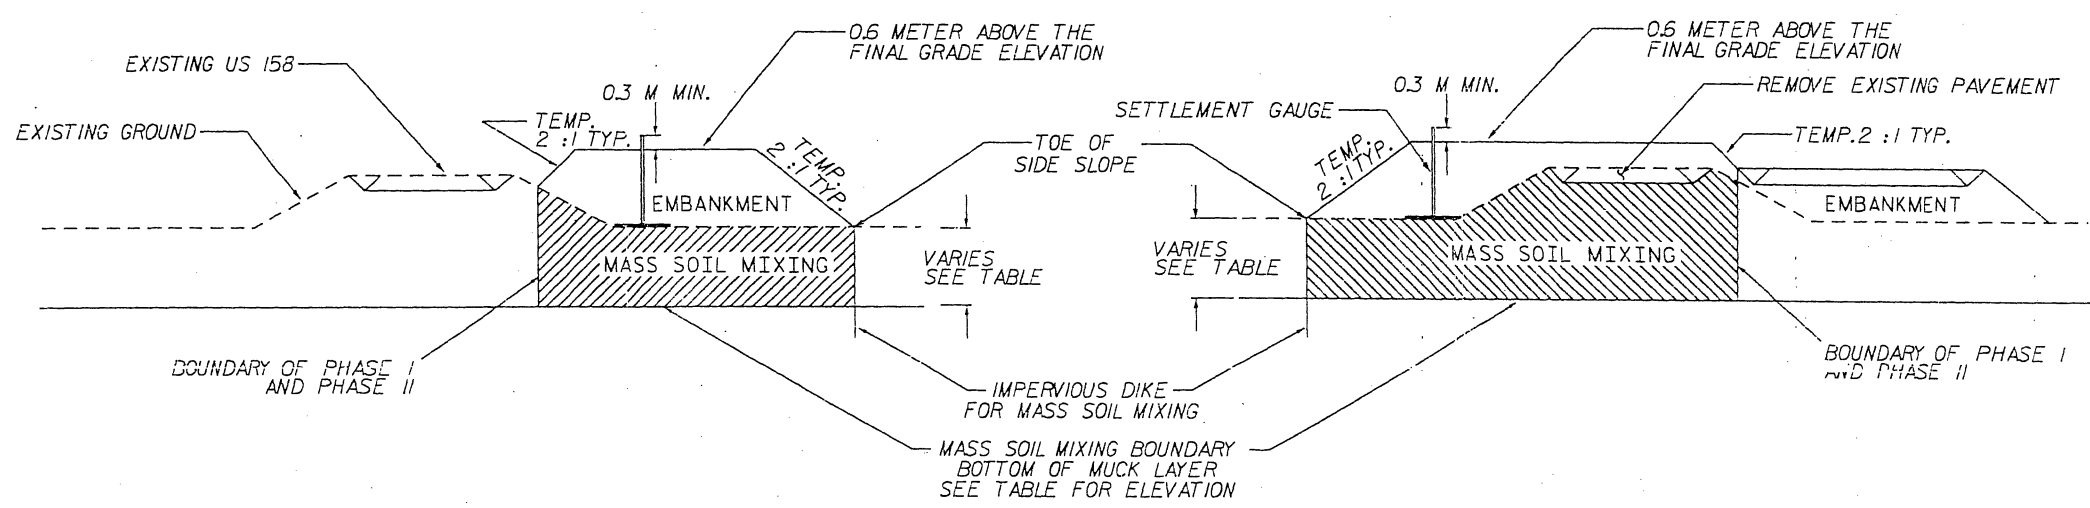 0.6 METER ABOVE THE
FINAL GRADE ELEVATION
EXISTING US 158
0.3 M MIN.
EXISTING GROUND
TEMP.
2 :1 TYP.
TEMP.
2 :1 TYP.
EMBANKMENT
MASS SOIL MIXING
VARIES
SEE TABLE
BOUNDARY OF PHASE I
AND PHASE II
TOE OF
SIDE SLOPE
IMPERVIOUS DIKE
FOR MASS SOIL MIXING
MASS SOIL MIXING BOUNDARY
BOTTOM OF MUCK LAYER
SEE TABLE FOR ELEVATION
0.6 METER ABOVE THE
FINAL GRADE ELEVATION
0.3 M MIN.
REMOVE EXISTING PAVEMENT
SETTLEMENT GAUGE
TEMP. 2 :1 TYP.
TEMP.
2 :1 TYP.
EMBANKMENT
VARIES
SEE TABLE
MASS SOIL MIXING
BOUNDARY OF PHASE I
AND PHASE II